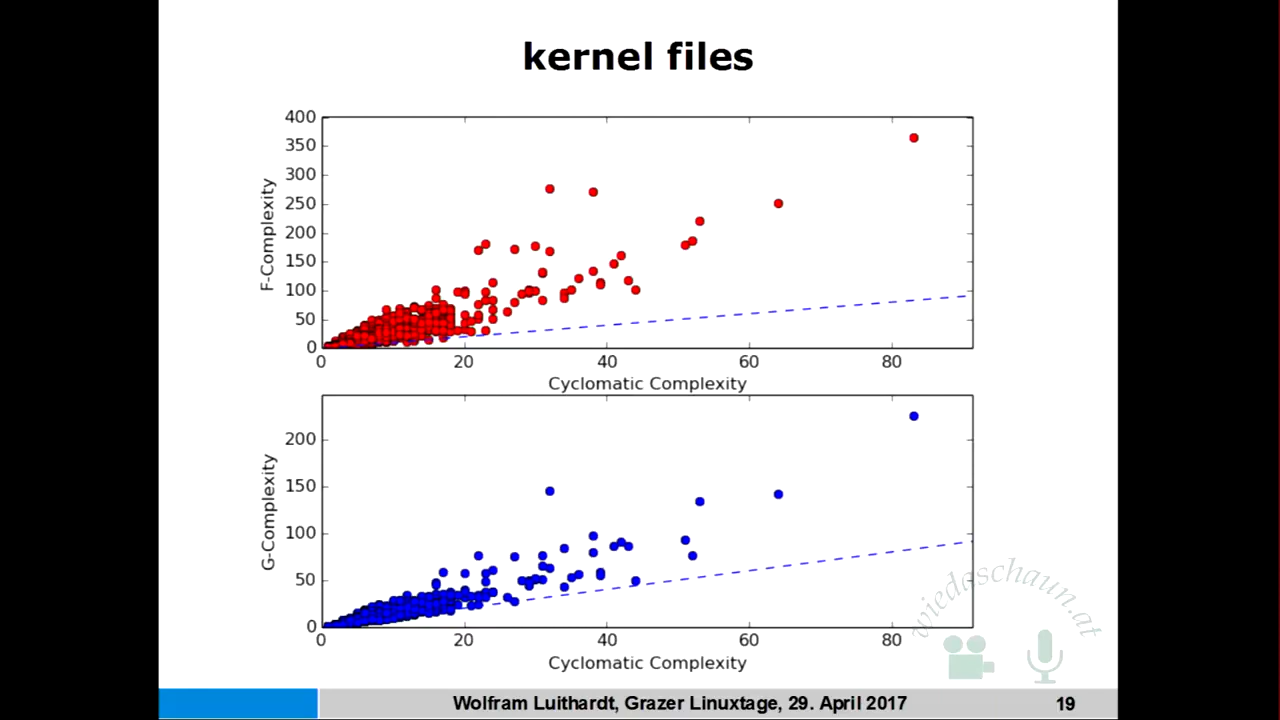 kernel files
400
350
300
250
200
150
100
50
0
F-Complexity
0 20 40 60 80
Cyclomatic Complexity
200
150
100
50
0
G-Complexity
0 20 40 60 80
Cyclomatic Complexity
wiedaschaun.at
Wolfram Luithardt, Grazer Linuxtage, 29. April 2017 19